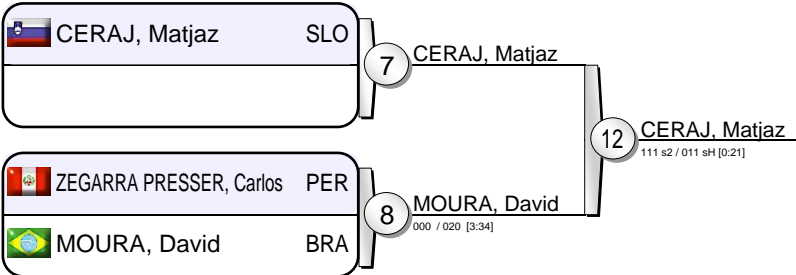 CERAJ, Matjaz SLO
7
CERAJ, Matjaz
12
CERAJ, Matjaz
111 s2 / 011 sH [0:21]
ZEGARRA PRESSER, Carlos PER
8
MOURA, David
000 / 020 [3:34]
MOURA, David BRA